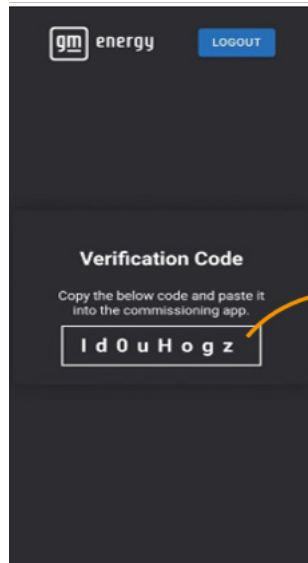 gm energy
LOGOUT
Verification Code
Copy the below code and paste it
into the commissioning app.
I d 0 u H o g z